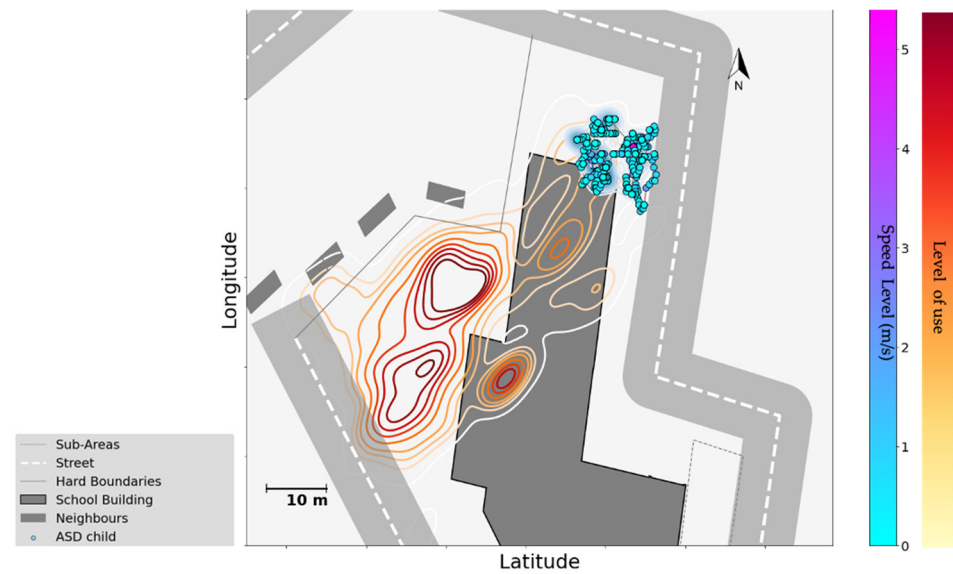 N
Longitude
Latitude
10 m
Sub-Areas
Street
Hard Boundaries
School Building
Neighbours
ASD child
5
4
3
2
1
0
Speed Level (m/s)
Level of use